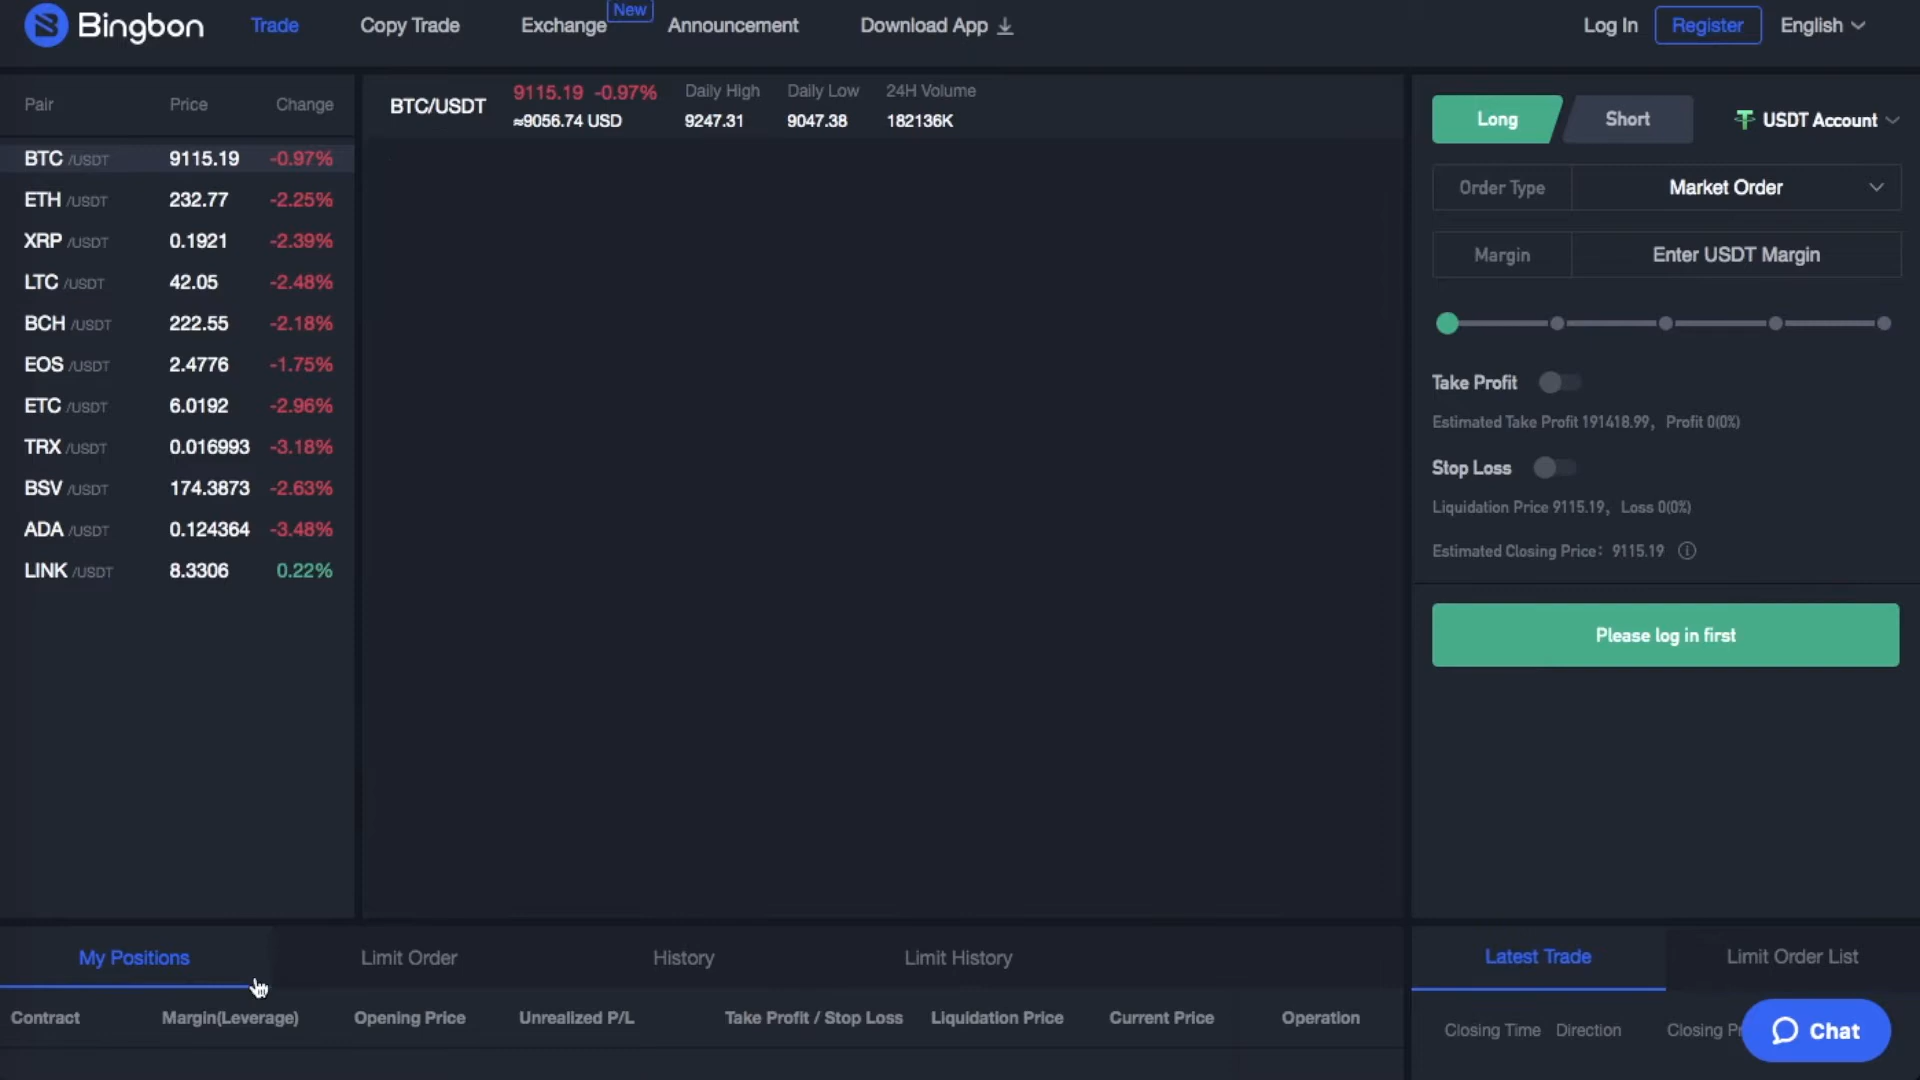 Bingbon
Trade
Copy Trade
Exchange
New
Announcement
Download App
Log In
Register
English
Pair Price Change
BTC /USDT 9115.19 -0.97%
ETH /USDT 232.77 -2.25%
XRP /USDT 0.1921 -2.39%
LTC /USDT 42.05 -2.48%
BCH /USDT 222.55 -2.18%
EOS /USDT 2.4776 -1.75%
ETC /USDT 6.0192 -2.96%
TRX /USDT 0.016993 -3.18%
BSV /USDT 174.3873 -2.63%
ADA /USDT 0.124364 -3.48%
LINK /USDT 8.3306 0.22%
BTC/USDT
9115.19 -0.97%
≈9056.74 USD
Daily High
9247.31
Daily Low
9047.38
24H Volume
182136K
Long
Short
USDT Account
Order Type Market Order
Margin Enter USDT Margin
Take Profit
Estimated Take Profit 191418.99, Profit 0(0%)
Stop Loss
Liquidation Price 9115.19, Loss 0(0%)
Estimated Closing Price: 9115.19
Please log in first
My Positions
Limit Order
History
Limit History
Contract Margin(Leverage) Opening Price Unrealized P/L Take Profit / Stop Loss Liquidation Price Current Price Operation
Latest Trade
Limit Order List
Closing Time Direction Closing
Chat